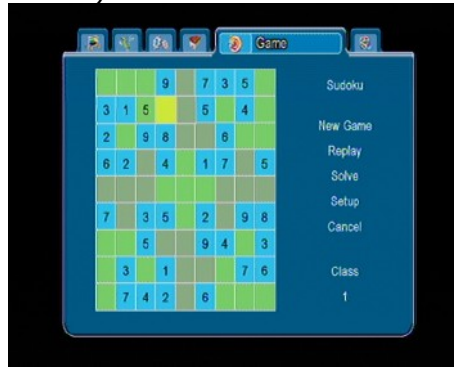 Game
9 7 3 5
3 1 5 5 4
2 9 8 6
6 2 4 1 7 5
7 3 5 2 9 8
5 9 4 3
3 1 7 6
7 4 2 6
Sudoku
New Game
Replay
Solve
Setup
Cancel
Class
1